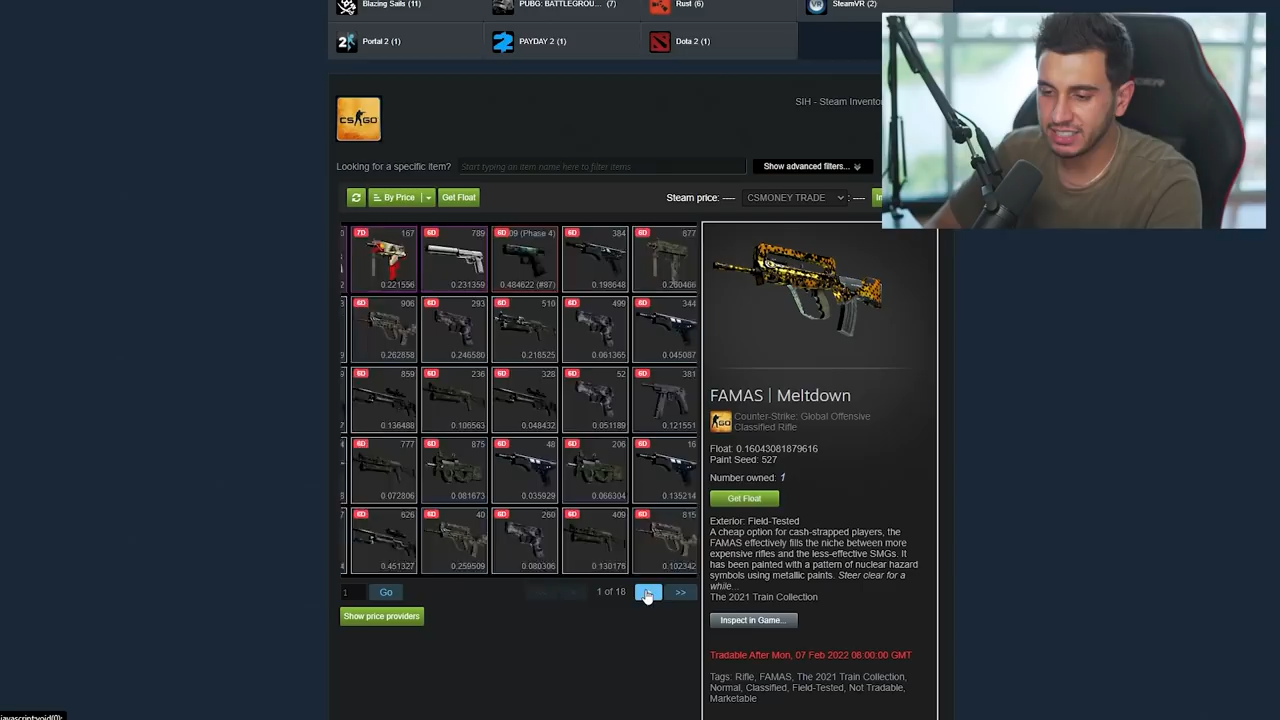 Blazing Sails (11)
PUBG: BATTLEGROU... (7)
Rust (6)
SteamVR (2)
2K
Portal 2 (1)
PAYDAY 2 (1)
Dota 2 (1)
CS:GO
SIH - Steam Invento
Looking for a specific item?
Start typing an item name here to filter items
Show advanced filters...
By Price
Get Float
Steam price: ----
CSMONEY TRADE
: ---
7D 167
0.221556
6D 789
0.231359
6D 09 (Phase 4)
0.484622 (#87)
6D 384
0.198648
6D 677
0.260466
6D 906
0.262858
6D 293
0.246580
6D 510
0.218525
6D 499
0.061365
6D 344
0.045087
6D 859
0.136488
6D 236
0.106563
6D 328
0.048432
6D 52
0.051189
6D 381
0.121551
6D 777
0.072806
6D 875
0.081673
6D 48
0.035929
6D 206
0.066304
6D 16
0.135214
6D 626
0.451327
6D 40
0.259509
6D 260
0.080306
6D 409
0.130176
6D 815
0.102342
1
Go
1 of 18
>>
Show price providers
FAMAS | Meltdown
GO
Counter-Strike: Global Offensive
Classified Rifle
Float: 0.16043081879616
Paint Seed: 527
Number owned: 1
Get Float
Exterior: Field-Tested
A cheap option for cash-strapped players, the
FAMAS effectively fills the niche between more
expensive rifles and the less-effective SMGs. It
has been painted with a pattern of nuclear hazard
symbols using metallic paints. Steer clear for a
while...
The 2021 Train Collection
Inspect in Game...
Tradable After Mon, 07 Feb 2022 08:00:00 GMT
Tags: Rifle, FAMAS, The 2021 Train Collection,
Normal, Classified, Field-Tested, Not Tradable,
Marketable
javascript:void(0);